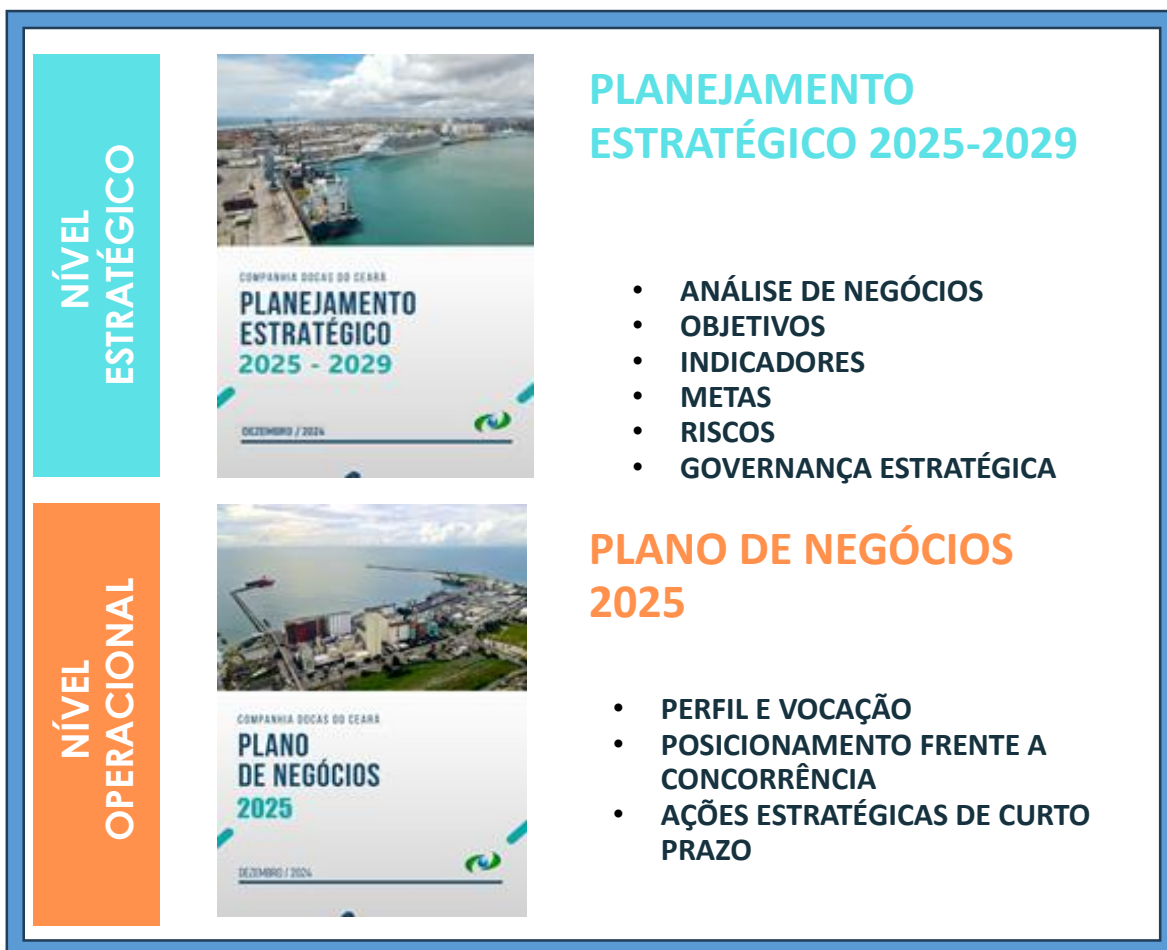 NÍVEL
ESTRATÉGICO
COMPANHIA DOCAS DO CEARÁ
PLANEJAMENTO
ESTRATÉGICO
2025 - 2029
DEZEMBRO / 2024
PLANEJAMENTO
ESTRATÉGICO 2025-2029
• ANÁLISE DE NEGÓCIOS
• OBJETIVOS
• INDICADORES
• METAS
• RISCOS
• GOVERNANÇA ESTRATÉGICA
NÍVEL
OPERACIONAL
COMPANHIA DOCAS DO CEARÁ
PLANO
DE NEGÓCIOS
2025
DEZEMBRO / 2024
PLANO DE NEGÓCIOS
2025
• PERFIL E VOCAÇÃO
• POSICIONAMENTO FRENTE A
CONCORRÊNCIA
• AÇÕES ESTRATÉGICAS DE CURTO
PRAZO